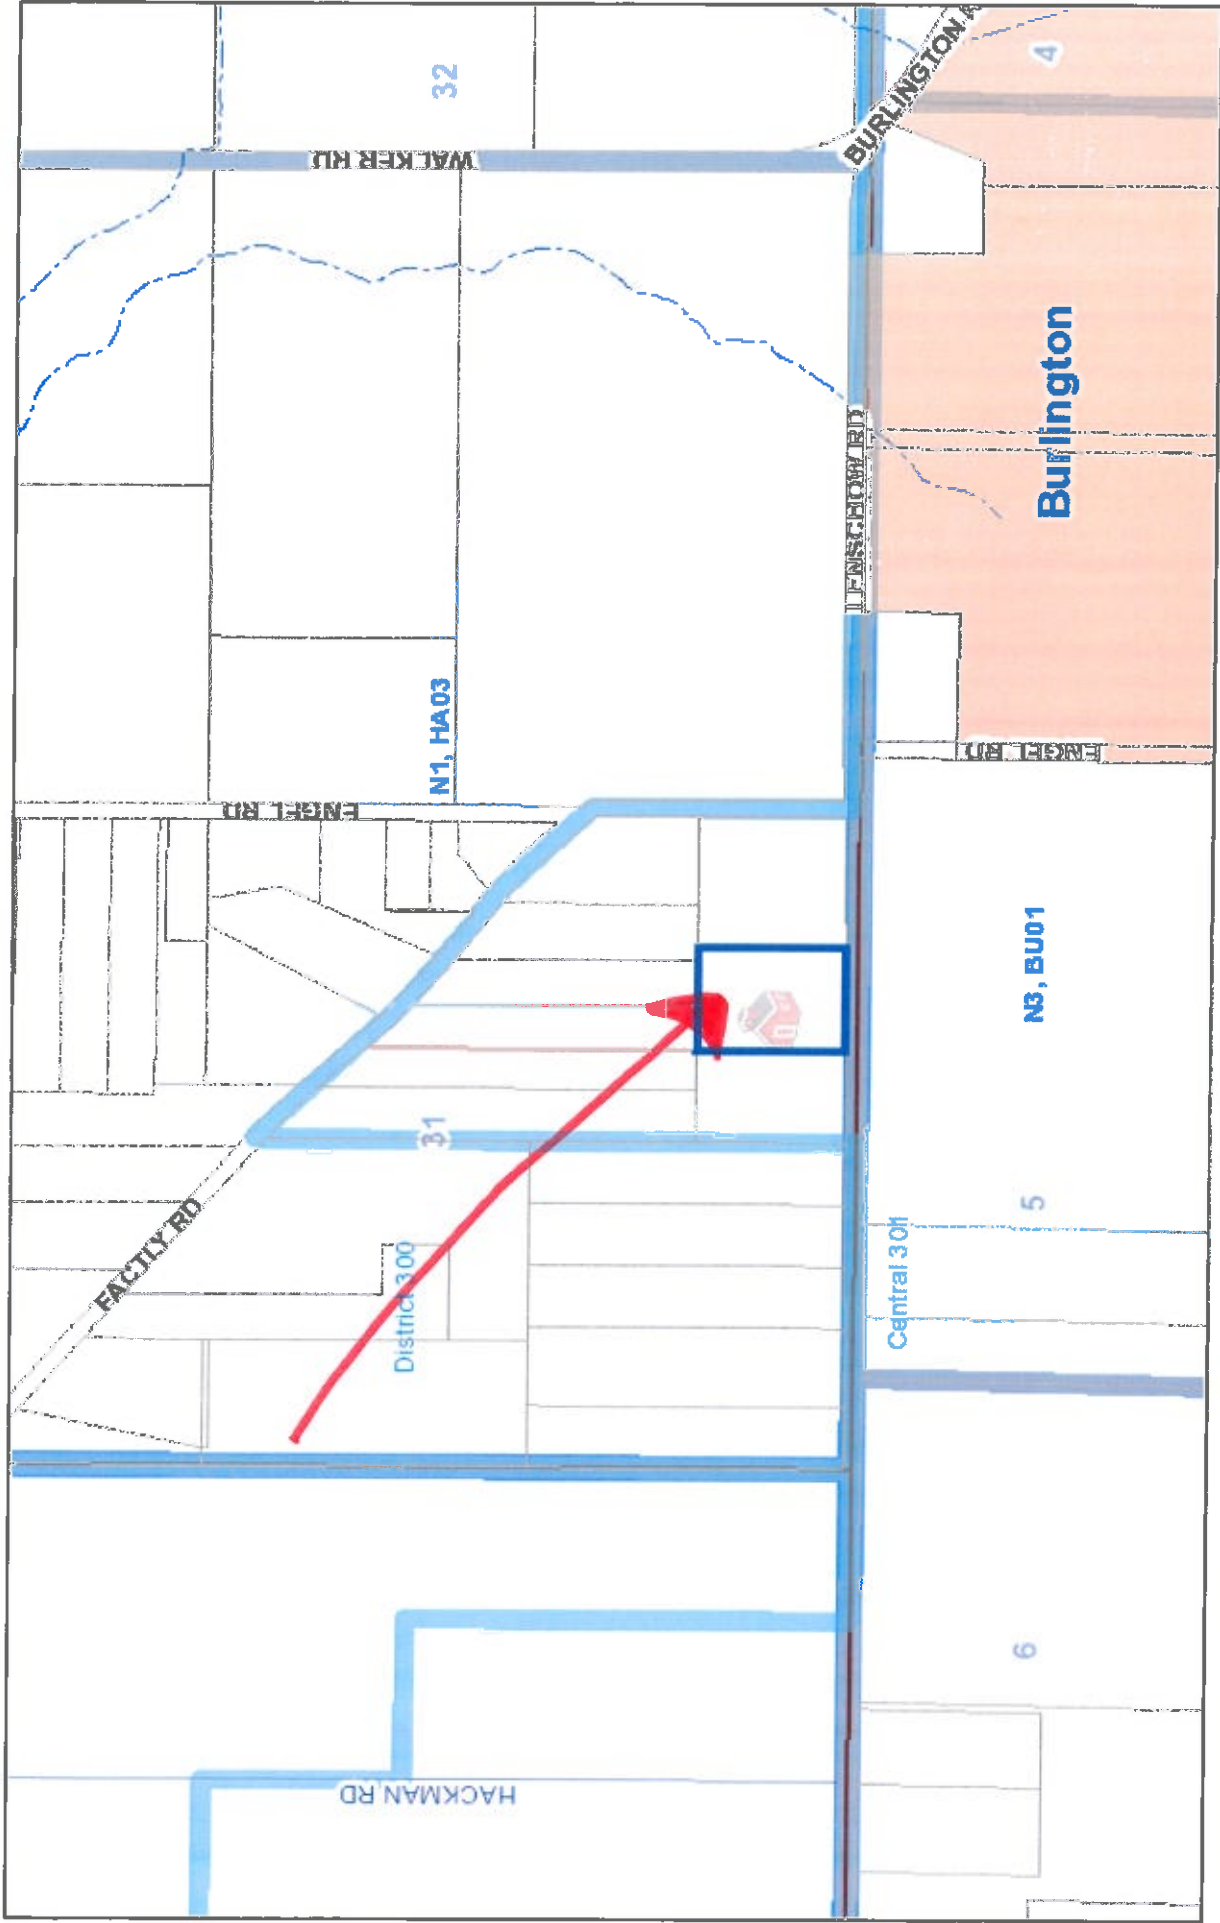 32
WALKER RD
BURLINGTON R
4
Burlington
LENSCHOW RD
ENGEL RD
N1, HA03
ENGEL RD
N3, BU01
31
FACTLY RD
District 300
Central 301
5
6
HACKMAN RD